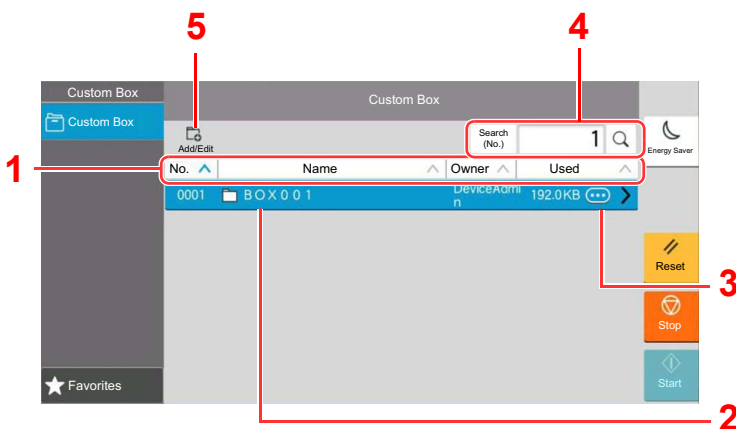 5
4
Custom Box
Custom Box
Custom Box
Add/Edit
Search
(No.)
1
Energy Saver
1
No.
Name
Owner
Used
0001
BOX001
DeviceAdmi
n
192.0KB
Reset
3
Stop
Favorites
Start
2